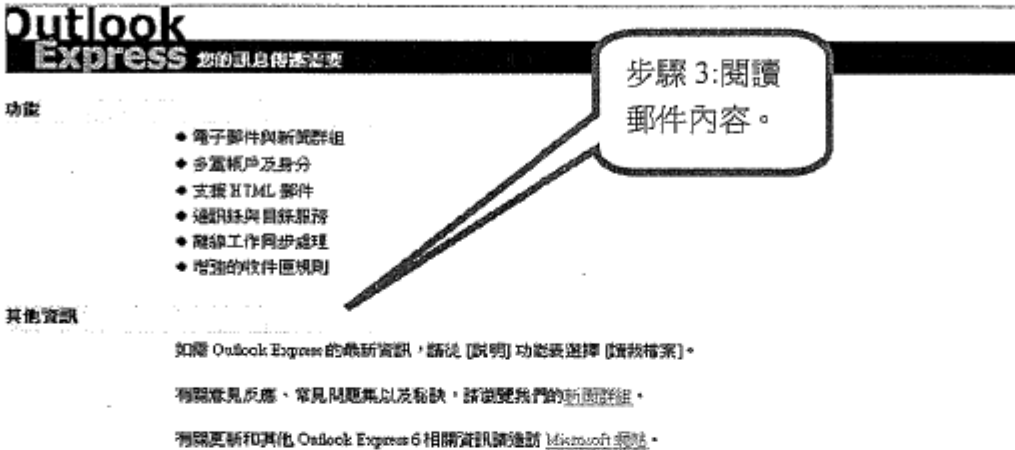 Outlook
Express 您的訊息傳遞需要
步驟 3:閱讀
郵件內容。
功能
◆ 電子郵件與新聞群組
◆ 多重帳戶及身分
◆ 支援 HTML 郵件
◆ 通訊錄與目錄服務
◆ 離線工作同步處理
◆ 增強的收件匣規則
其他資訊
如需 Outlook Express 的最新資訊，請從 [說明] 功能表選擇 [讀我檔案]。
有關意見反應、常見問題集以及秘訣，請瀏覽我們的新聞群組。
有關更新和其他 Outlook Express 6 相關資訊請造訪 Microsoft 網站。